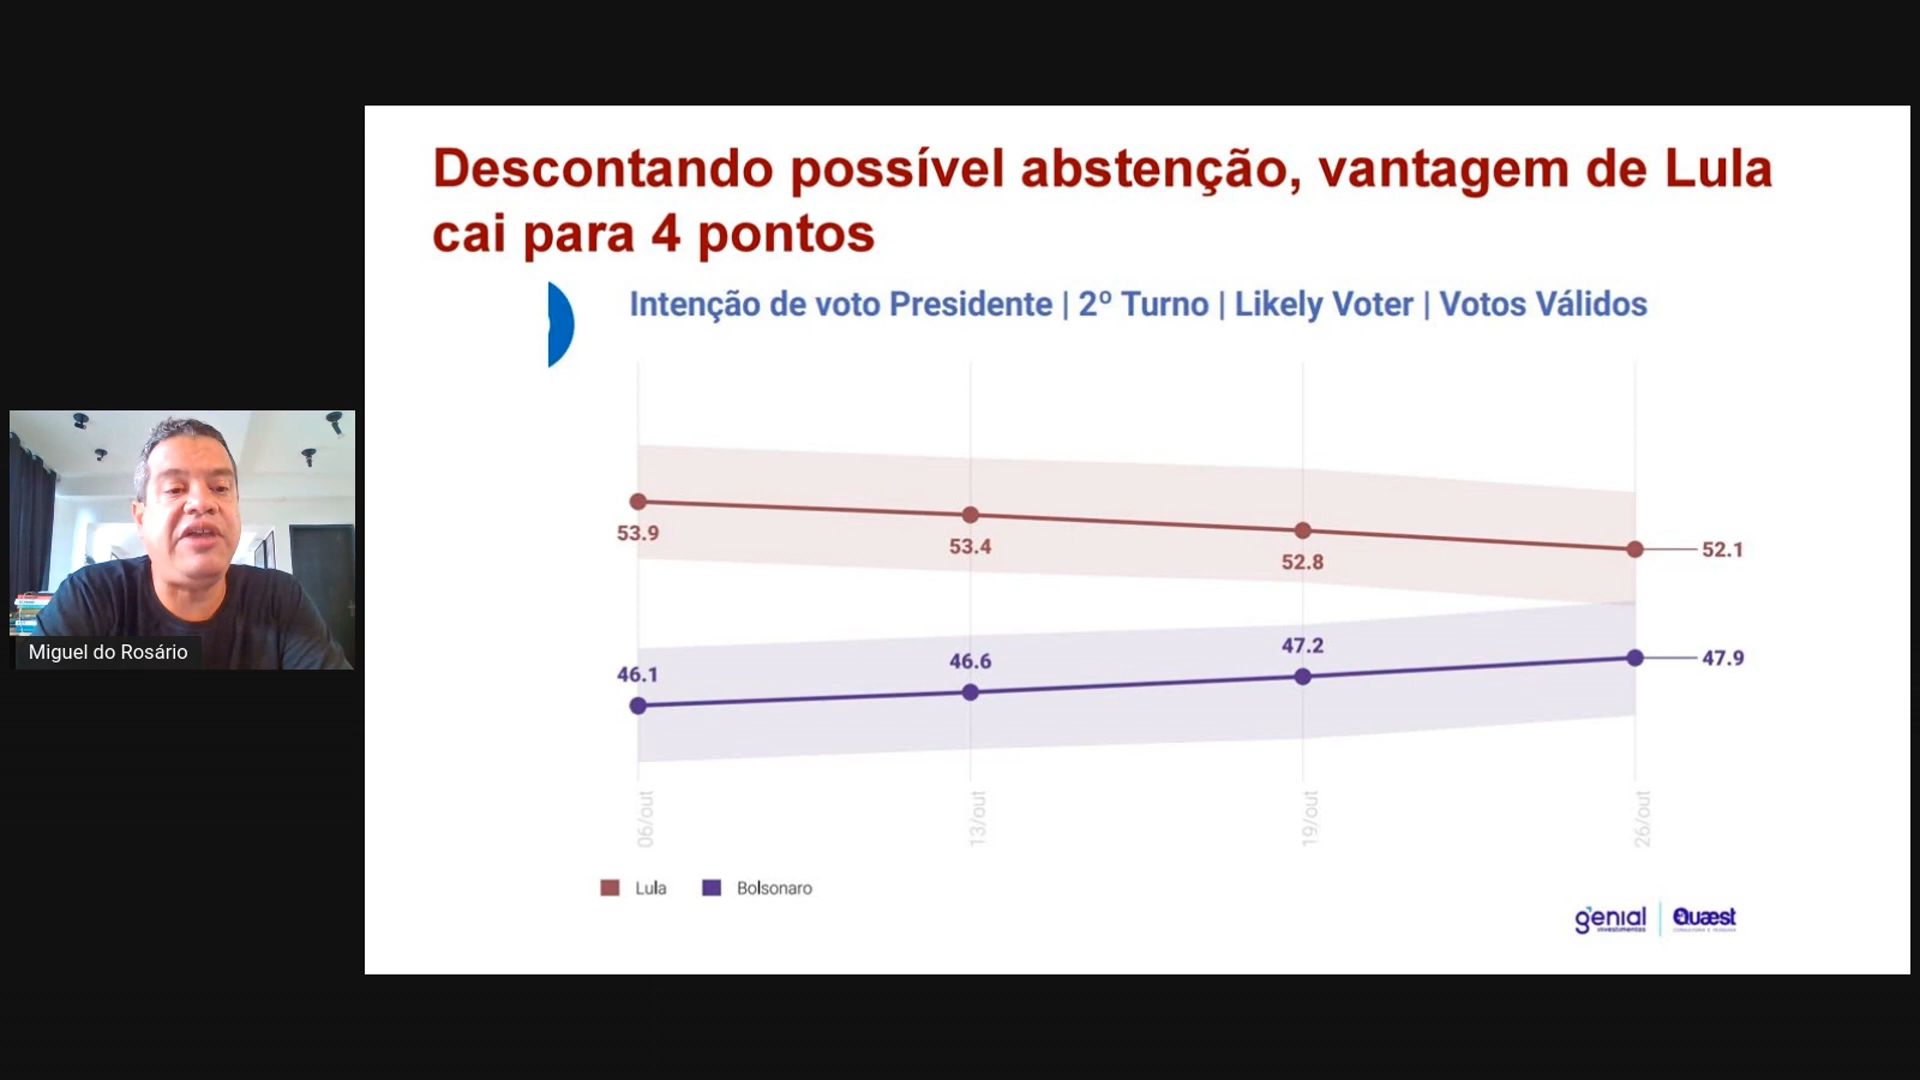 Descontando possível abstenção, vantagem de Lula
cai para 4 pontos
Intenção de voto Presidente | 2º Turno | Likely Voter | Votos Válidos
53.9
53.4
52.8
52.1
46.1
46.6
47.2
47.9
06/out
13/out
19/out
26/out
Lula
Bolsonaro
genial
investimentos
Quæst
Miguel do Rosário